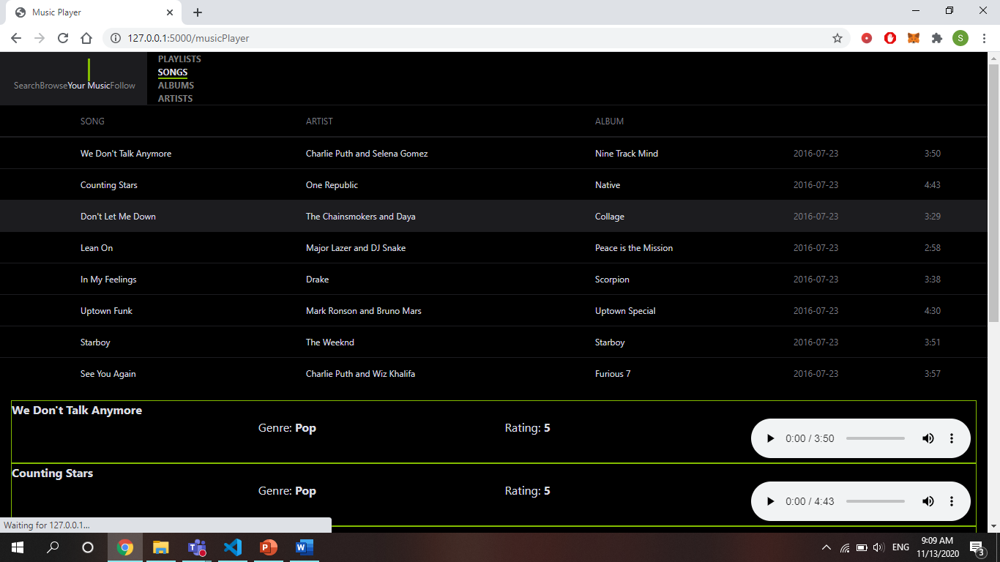 Music Player
127.0.0.1:5000/musicPlayer
S
PLAYLISTS
SONGS
ALBUMS
ARTISTS
SearchBrowseYour MusicFollow
SONG ARTIST ALBUM
We Don't Talk Anymore Charlie Puth and Selena Gomez Nine Track Mind 2016-07-23 3:50
Counting Stars One Republic Native 2016-07-23 4:43
Don't Let Me Down The Chainsmokers and Daya Collage 2016-07-23 3:29
Lean On Major Lazer and DJ Snake Peace is the Mission 2016-07-23 2:58
In My Feelings Drake Scorpion 2016-07-23 3:38
Uptown Funk Mark Ronson and Bruno Mars Uptown Special 2016-07-23 4:30
Starboy The Weeknd Starboy 2016-07-23 3:51
See You Again Charlie Puth and Wiz Khalifa Furious 7 2016-07-23 3:57
We Don't Talk Anymore
Genre: Pop Rating: 5 0:00 / 3:50
Counting Stars
Genre: Pop Rating: 5 0:00 / 4:43
Waiting for 127.0.0.1...
T P W ENG 9:09 AM
11/13/2020 3